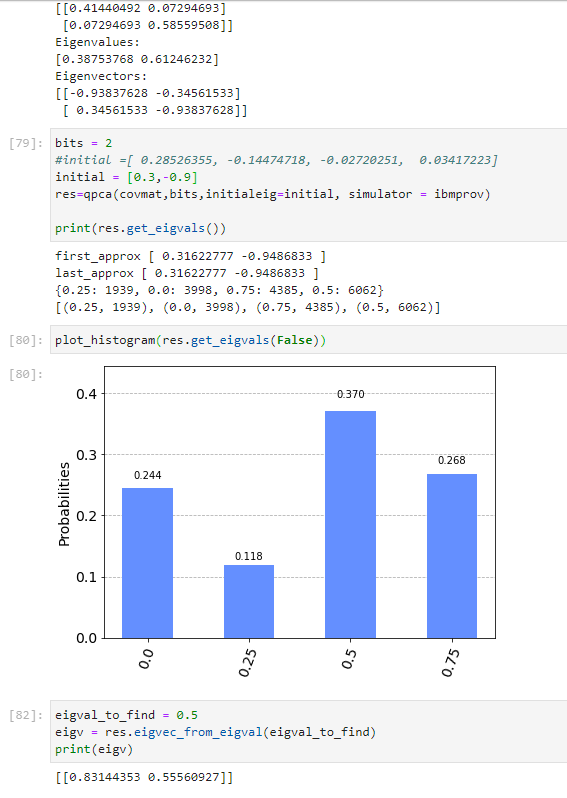 [[0.41440492 0.07294693]
[0.07294693 0.58559508]]
Eigenvalues:
[0.38753768 0.61246232]
Eigenvectors:
[[-0.93837628 -0.34561533]
[ 0.34561533 -0.93837628]]
[79]: bits = 2
#initial =[ 0.28526355, -0.14474718, -0.02720251,  0.03417223]
initial = [0.3,-0.9]
res=qpca(covmat,bits,initialeig=initial, simulator = ibmprov)
print(res.get_eigvals())
first_approx [ 0.31622777 -0.9486833 ]
last_approx [ 0.31622777 -0.9486833 ]
{0.25: 1939, 0.0: 3998, 0.75: 4385, 0.5: 6062}
[(0.25, 1939), (0.0, 3998), (0.75, 4385), (0.5, 6062)]
[80]: plot_histogram(res.get_eigvals(False))
[80]:
Probabilities
0.4
0.3
0.2
0.1
0.0
0.244
0.118
0.370
0.268
0.0
0.25
0.5
0.75
[82]: eigval_to_find = 0.5
eigv = res.eigvec_from_eigval(eigval_to_find)
print(eigv)
[[0.83144353 0.55560927]]